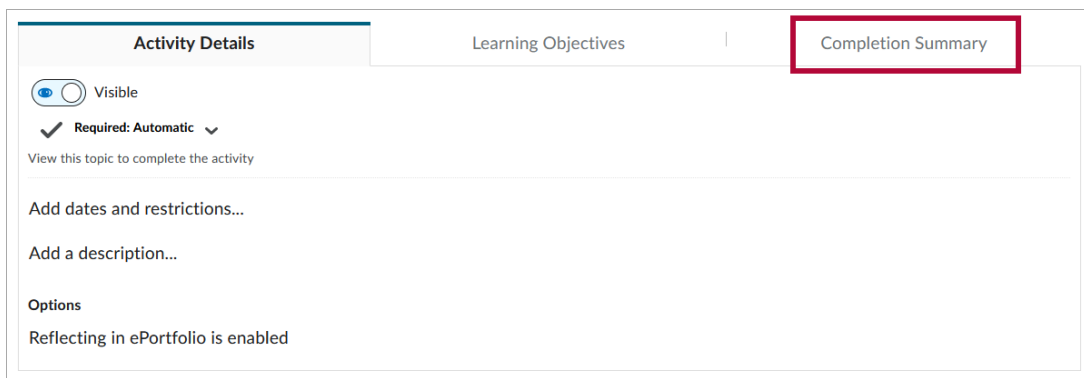 Activity Details
Learning Objectives
Completion Summary
Visible
Required: Automatic
View this topic to complete the activity
Add dates and restrictions...
Add a description...
Options
Reflecting in ePortfolio is enabled